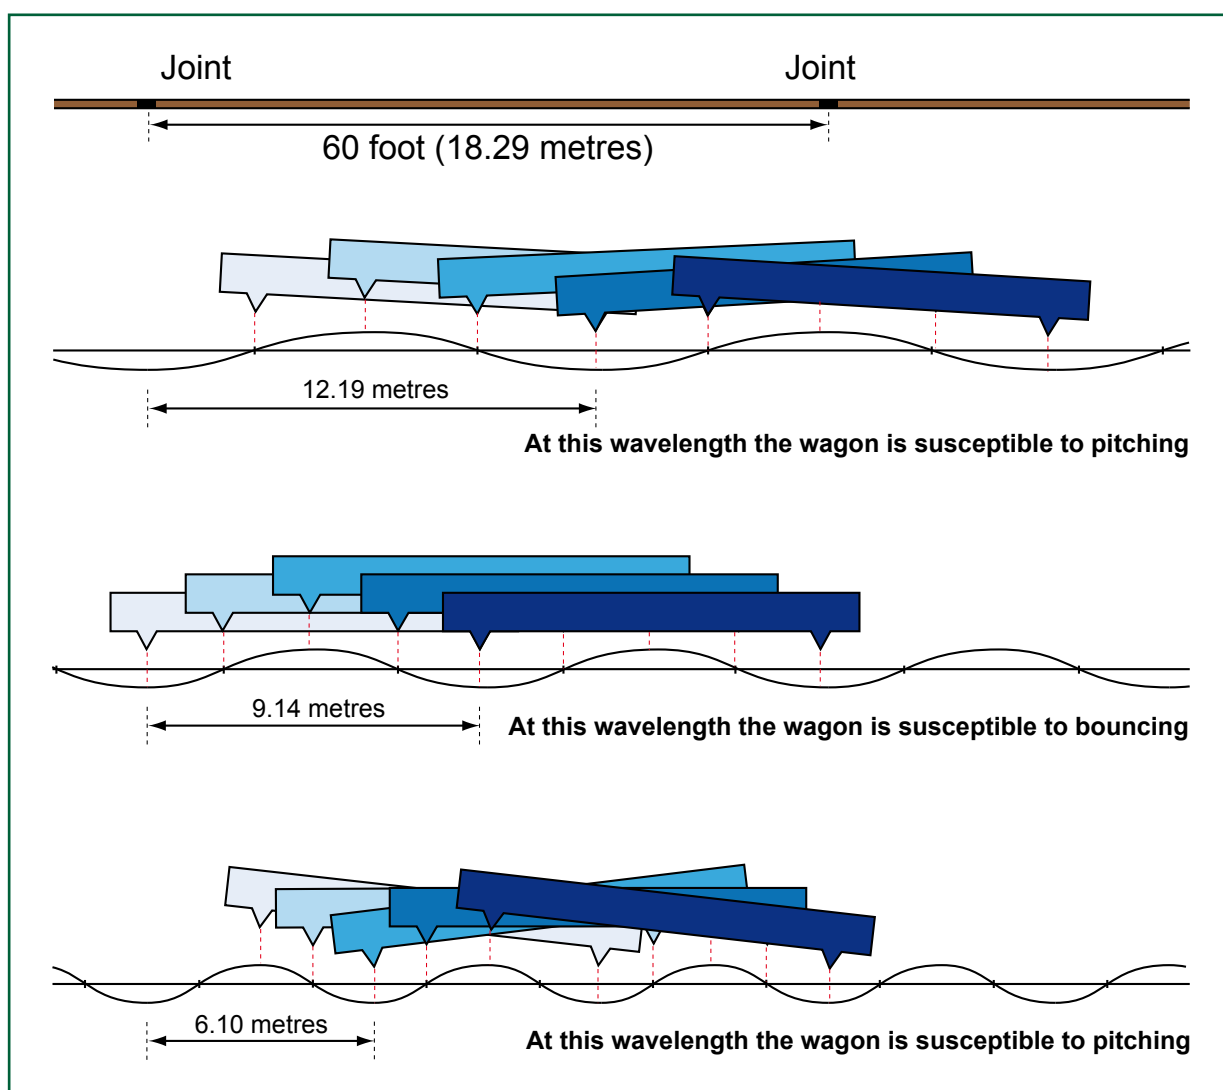 Joint
Joint
60 foot (18.29 metres)
12.19 metres
At this wavelength the wagon is susceptible to pitching
9.14 metres
At this wavelength the wagon is susceptible to bouncing
6.10 metres
At this wavelength the wagon is susceptible to pitching